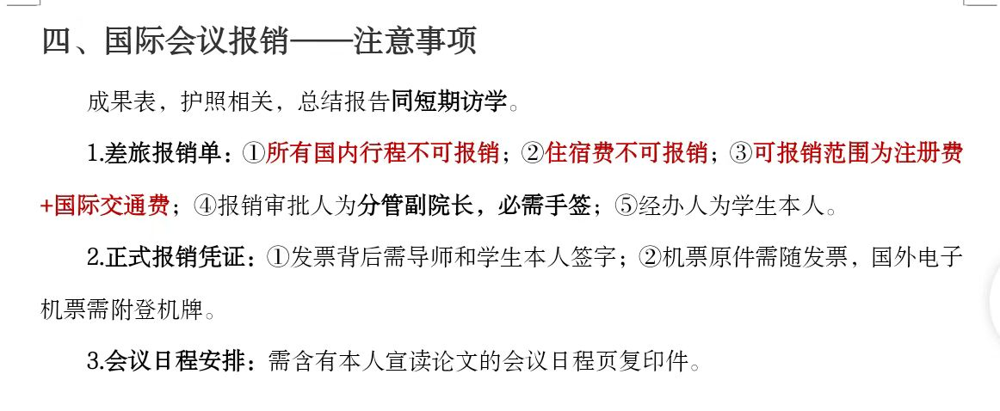 四、国际会议报销——注意事项
成果表，护照相关，总结报告同短期访学。
1.差旅报销单：①所有国内行程不可报销；②住宿费不可报销；③可报销范围为注册费
+国际交通费；④报销审批人为分管副院长，必需手签；⑤经办人为学生本人。
2.正式报销凭证：①发票背后需导师和学生本人签字；②机票原件需随发票，国外电子
机票需附登机牌。
3.会议日程安排：需含有本人宣读论文的会议日程页复印件。